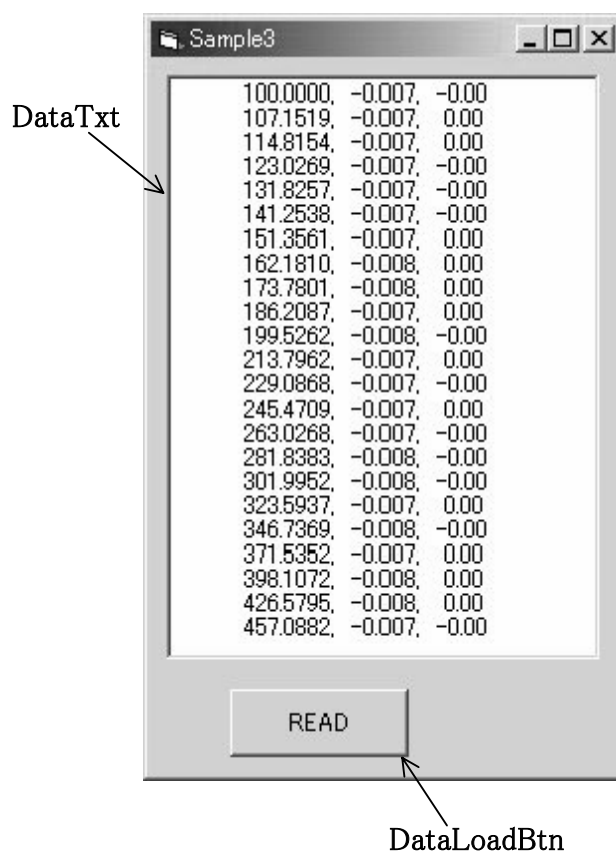 Sample3
DataTxt
100.0000, -0.007, -0.00
107.1519, -0.007, 0.00
114.8154, -0.007, 0.00
123.0269, -0.007, -0.00
131.8257, -0.007, -0.00
141.2538, -0.007, -0.00
151.3561, -0.007, 0.00
162.1810, -0.008, 0.00
173.7801, -0.008, 0.00
186.2087, -0.007, 0.00
199.5262, -0.008, -0.00
213.7962, -0.007, 0.00
229.0868, -0.007, -0.00
245.4709, -0.007, 0.00
263.0268, -0.007, -0.00
281.8383, -0.008, -0.00
301.9952, -0.008, -0.00
323.5937, -0.007, 0.00
346.7369, -0.008, -0.00
371.5352, -0.007, 0.00
398.1072, -0.008, 0.00
426.5795, -0.008, 0.00
457.0882, -0.007, -0.00
READ
DataLoadBtn